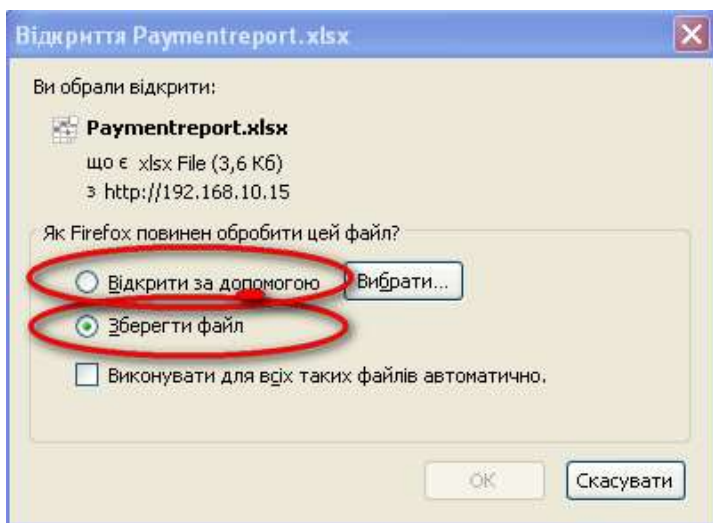 Відкриття Paymentreport.xlsx
Ви обрали відкрити:
Paymentreport.xlsx
що є xlsx File (3,6 Кб)
з http://192.168.10.15
Як Firefox повинен обробити цей файл?
Відкрити за допомогою Вибрати...
Зберегти файл
Виконувати для всіх таких файлів автоматично.
OK Скасувати